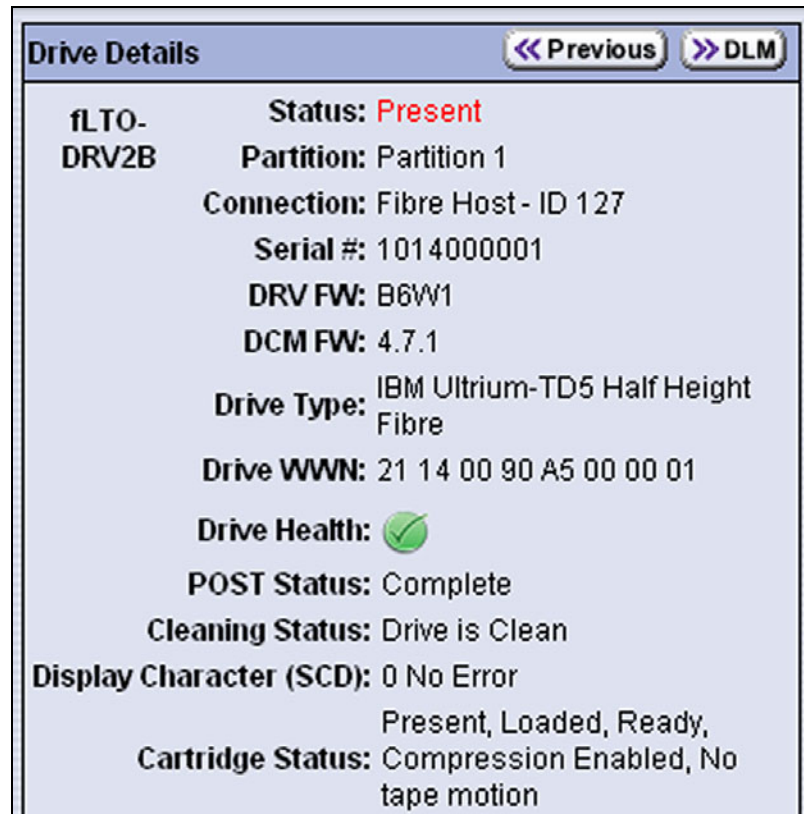 Drive Details
Previous
DLM
fLTO-
DRV2B
Status: Present
Partition: Partition 1
Connection: Fibre Host - ID 127
Serial #: 1014000001
DRV FW: B6W1
DCM FW: 4.7.1
Drive Type: IBM Ultrium-TD5 Half Height
Fibre
Drive WWN: 21 14 00 90 A5 00 00 01
Drive Health:
POST Status: Complete
Cleaning Status: Drive is Clean
Display Character (SCD): 0 No Error
Cartridge Status: Present, Loaded, Ready,
Compression Enabled, No
tape motion